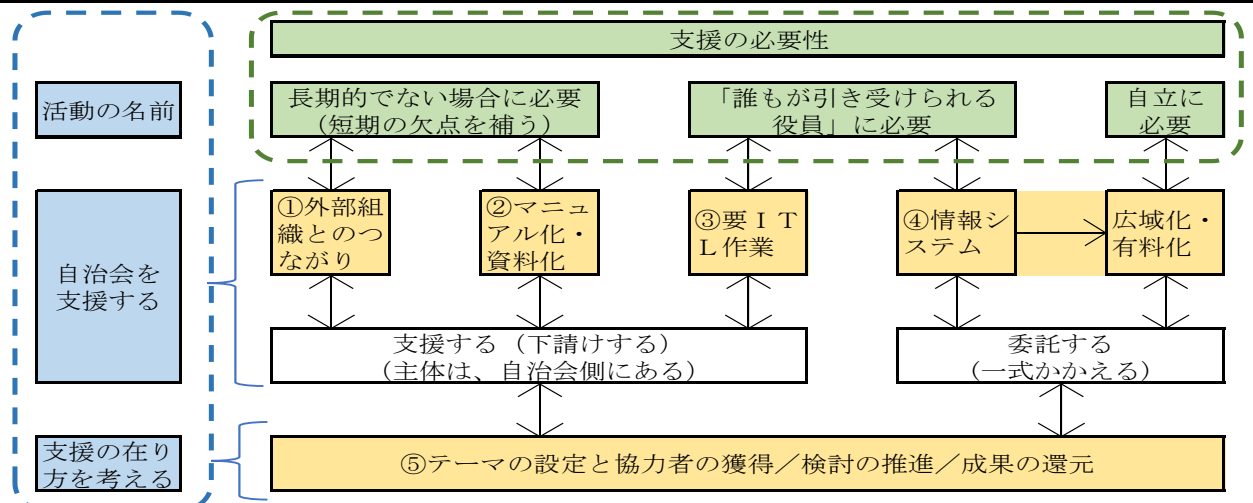 支援の必要性
活動の名前
長期的でない場合に必要
（短期の欠点を補う）
「誰もが引き受けられる
役員」に必要
自立に
必要
自治会を
支援する
①外部組
織とのつ
ながり
②マニュ
アル化・
資料化
③要ＩＴ
Ｌ作業
④情報シ
ステム
広域化・
有料化
支援する（下請けする）
（主体は、自治会側にある）
委託する
（一式かかえる）
支援の在り
方を考える
⑤テーマの設定と協力者の獲得／検討の推進／成果の還元